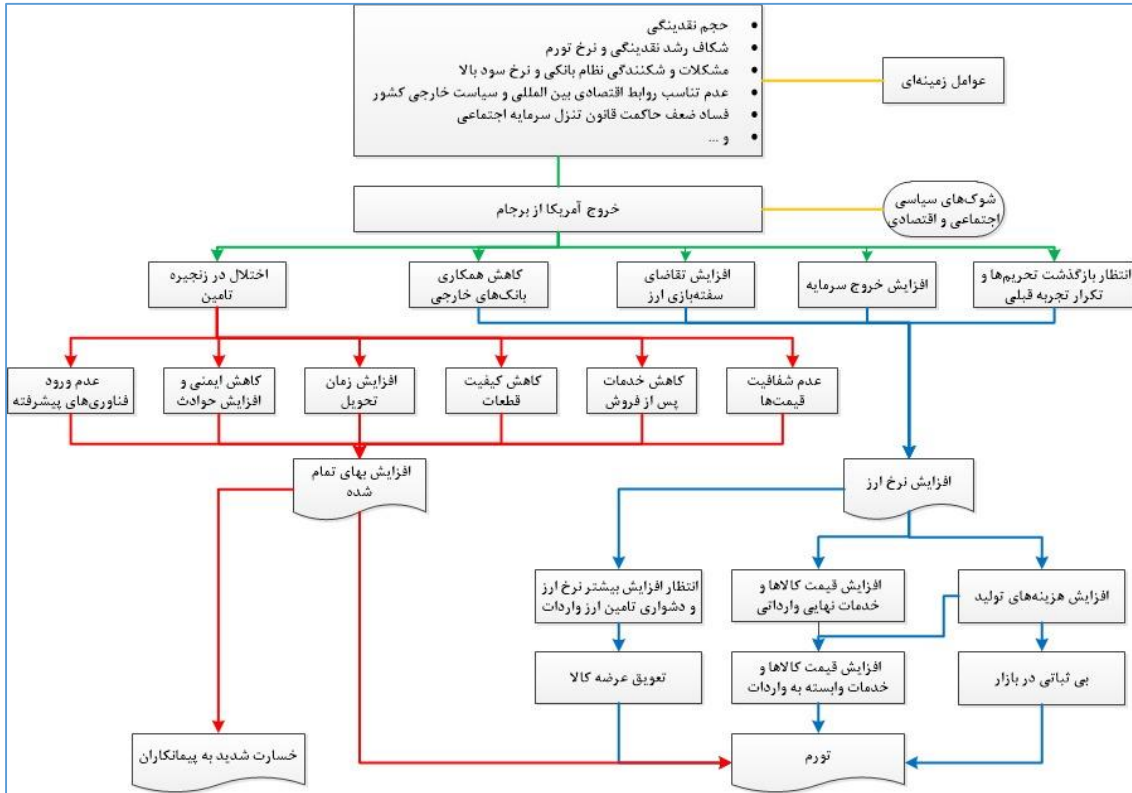 حجم نقدینگی
شکاف رشد نقدینگی و نرخ تورم
مشکلات و شکنندگی نظام بانکی و نرخ سود بالا
عدم تناسب روابط اقتصادی بین المللی و سیاست خارجی کشور
فساد ضعف حاکمت قانون تنزل سرمایه اجتماعی
و ...
عوامل زمینه‌ای
خروج آمریکا از برجام
شوک‌های سیاسی
اجتماعی و اقتصادی
انتظار بازگذشت تحریم‌ها و
تکرار تجربه قبلی
افزایش خروج سرمایه
افزایش تقاضای
سفته‌بازی ارز
کاهش همکاری
بانک‌های خارجی
اختلال در زنجیره
تامین
عدم شفافیت
قیمت‌ها
کاهش خدمات
پس از فروش
کاهش کیفیت
قطعات
افزایش زمان
تحویل
کاهش ایمنی و
افزایش حوادث
عدم ورود
فناوری‌های پیشرفته
افزایش نرخ ارز
افزایش بهای تمام
شده
افزایش هزینه‌های تولید
افزایش قیمت کالاها و
خدمات نهایی وارداتی
انتظار افزایش بیشتر نرخ ارز
و دشواری تامین ارز واردات
بی ثباتی در بازار
افزایش قیمت کالاها و
خدمات وابسته به واردات
تعویق عرضه کالا
تورم
خسارت شدید به پیمانکاران